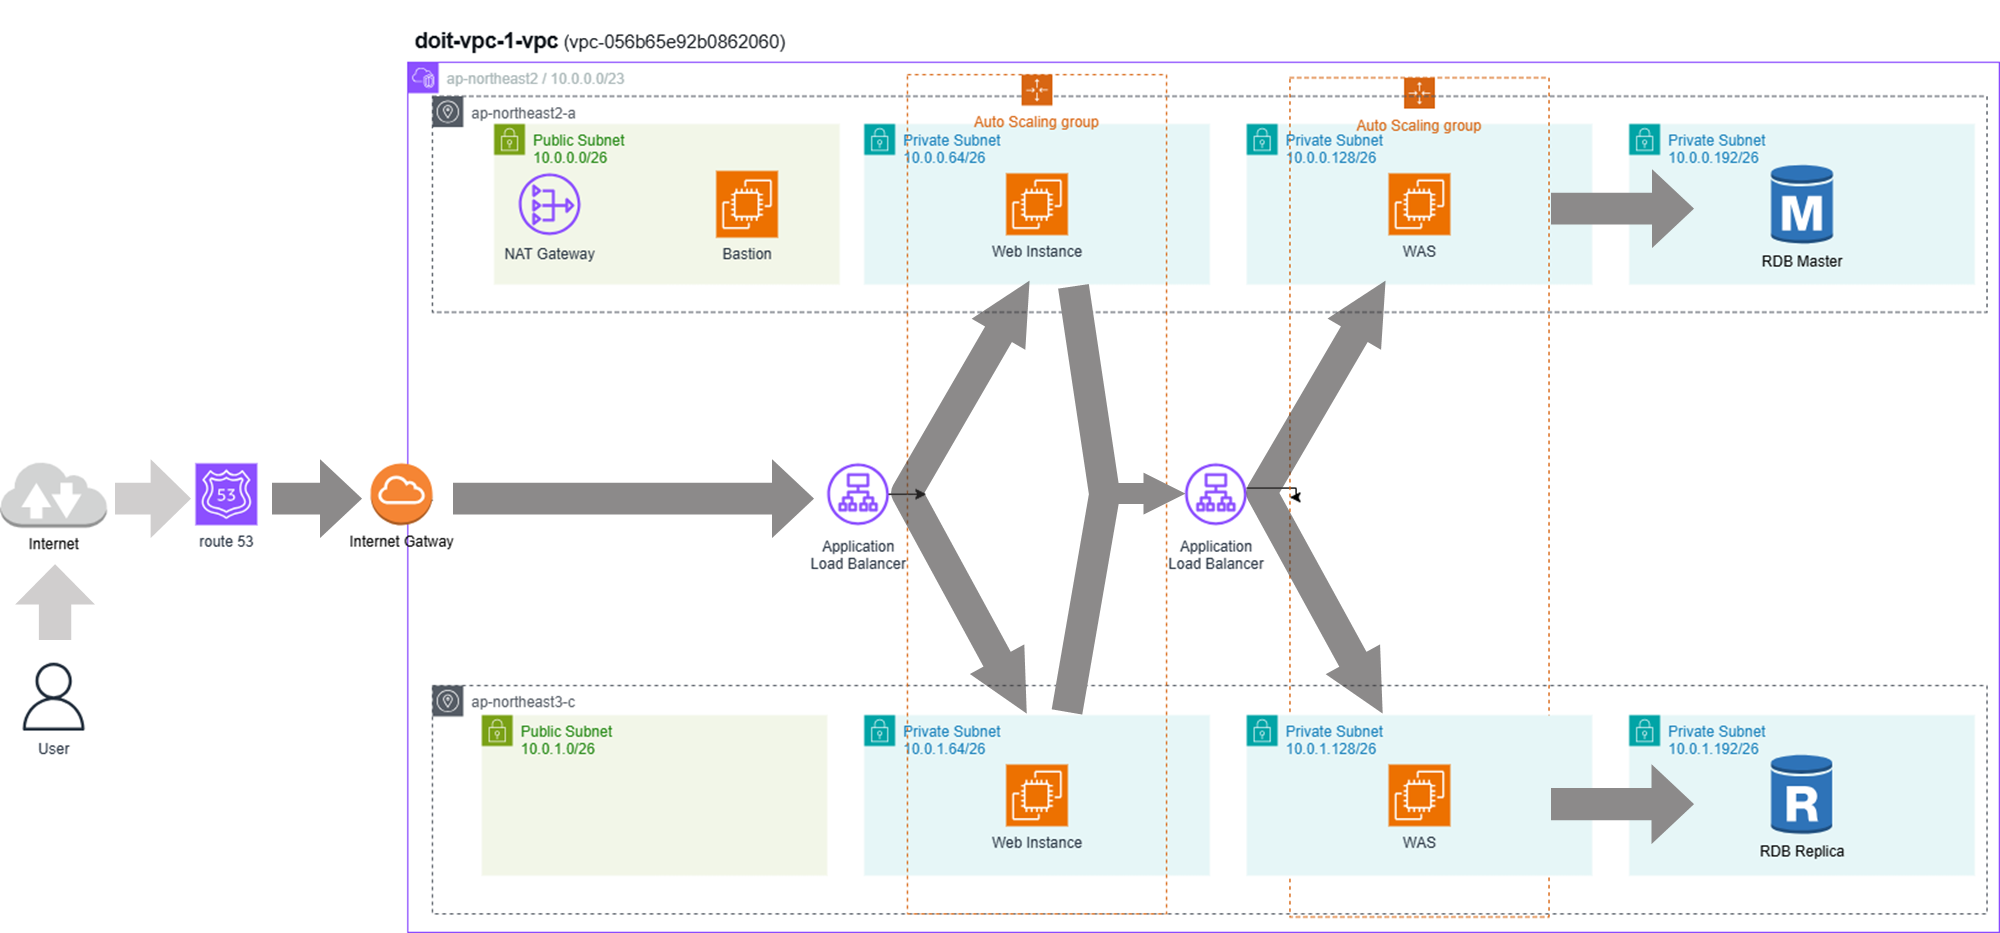 doit-vpc-1-vpc (vpc-056b65e92b0862060)
ap-northeast2 / 10.0.0.0/23
ap-northeast2-a
Auto Scaling group
Auto Scaling group
Public Subnet
10.0.0.0/26
Private Subnet
10.0.0.64/26
Private Subnet
10.0.0.128/26
Private Subnet
10.0.0.192/26
NAT Gateway
Bastion
Web Instance
WAS
M
RDB Master
53
Internet
route 53
Internet Gatway
Application
Load Balancer
Application
Load Balancer
User
ap-northeast3-c
Public Subnet
10.0.1.0/26
Private Subnet
10.0.1.64/26
Private Subnet
10.0.1.128/26
Private Subnet
10.0.1.192/26
Web Instance
WAS
R
RDB Replica